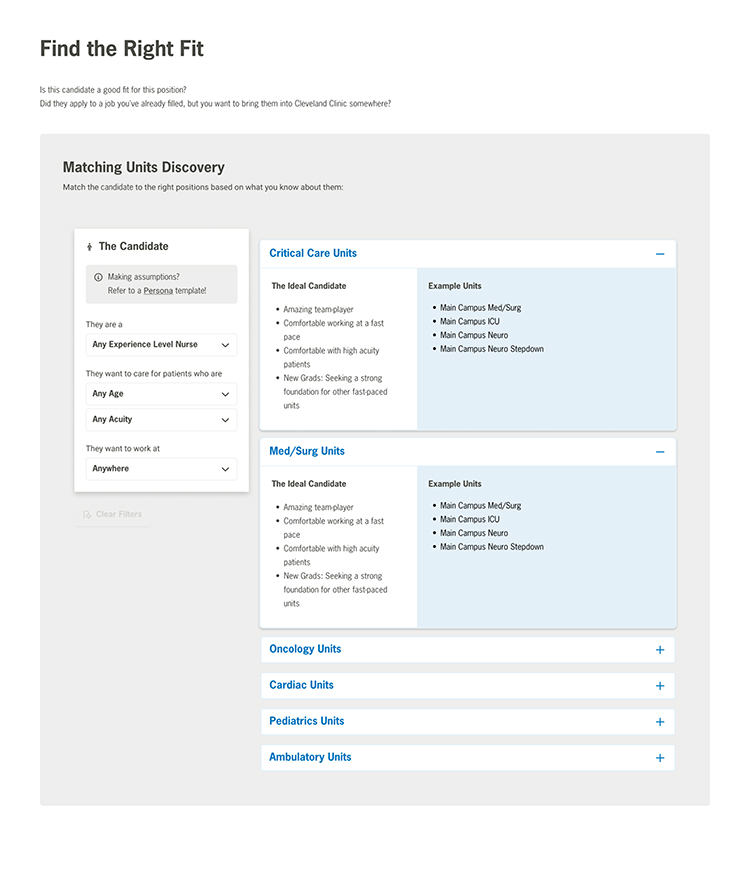 Find the Right Fit
Is this candidate a good fit for this position?
Did they apply to a job you've already filled, but you want to bring them into Cleveland Clinic somewhere?
Matching Units Discovery
Match the candidate to the right positions based on what you know about them:
The Candidate
Making assumptions?
Refer to a Persona template!
They are a
Any Experience Level Nurse
They want to care for patients who are
Any Age
Any Acuity
They want to work at
Anywhere
Clear Filters
Critical Care Units
The Ideal Candidate
• Amazing team-player
• Comfortable working at a fast
pace
• Comfortable with high acuity
patients
• New Grads: Seeking a strong
foundation for other fast-paced
units
Example Units
• Main Campus Med/Surg
• Main Campus ICU
• Main Campus Neuro
• Main Campus Neuro Stepdown
Med/Surg Units
The Ideal Candidate
• Amazing team-player
• Comfortable working at a fast
pace
• Comfortable with high acuity
patients
• New Grads: Seeking a strong
foundation for other fast-paced
units
Example Units
• Main Campus Med/Surg
• Main Campus ICU
• Main Campus Neuro
• Main Campus Neuro Stepdown
Oncology Units
Cardiac Units
Pediatrics Units
Ambulatory Units